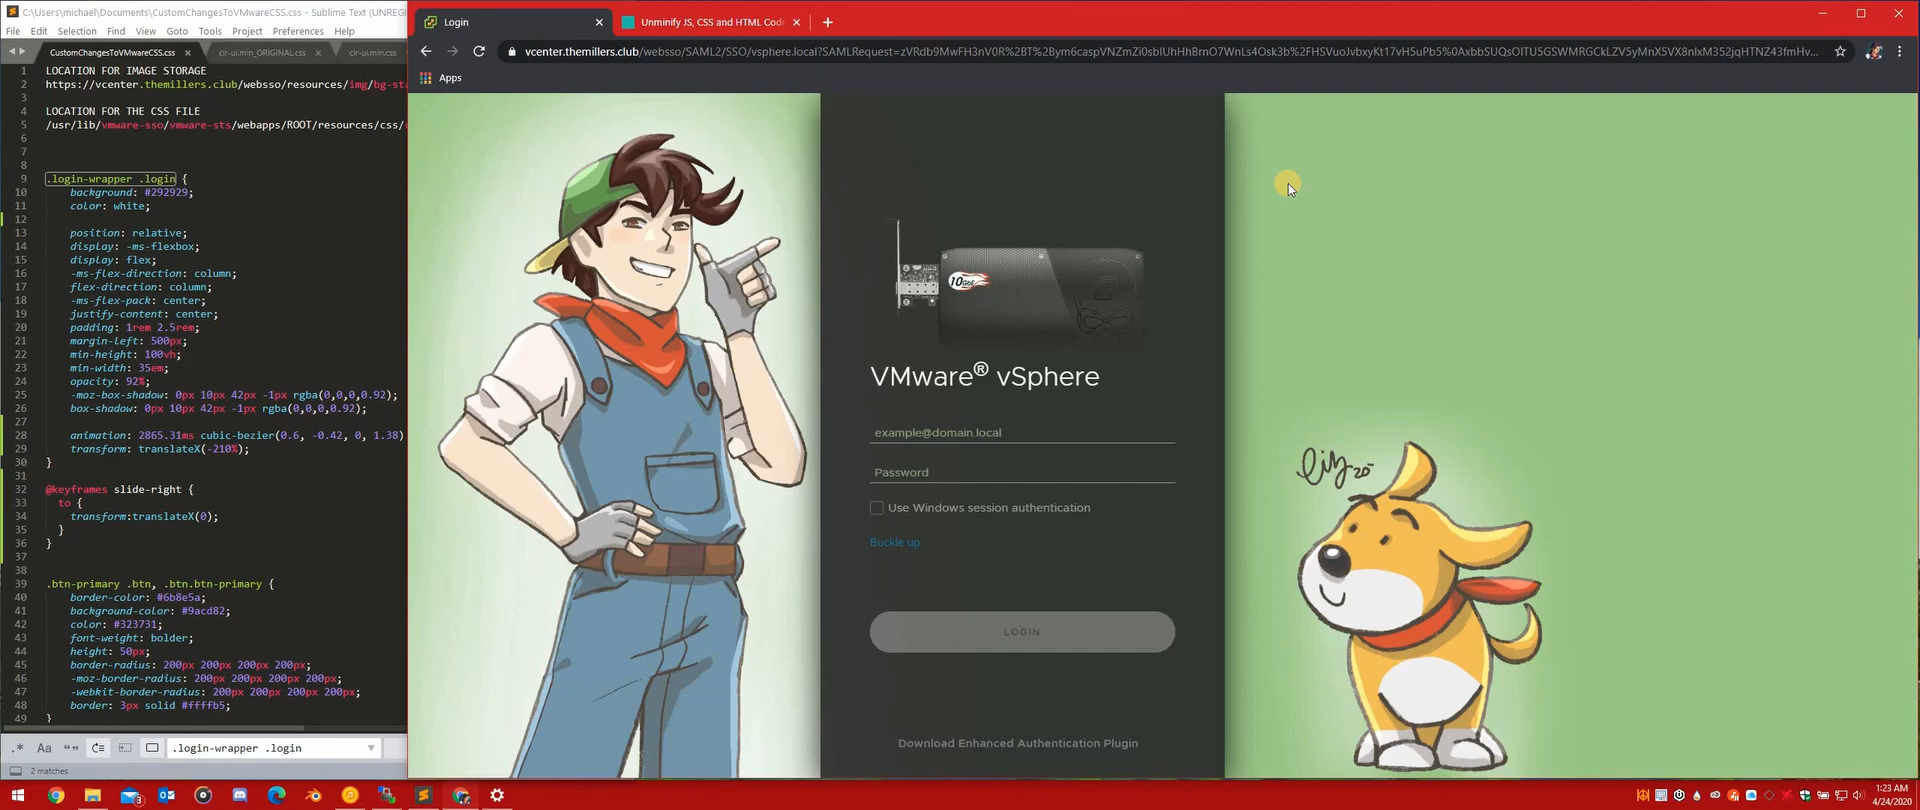 C:\Users\michael\Documents\CustomChangesToVMwareCSS.css - Sublime Text (UNREGI
File Edit Selection Find View Goto Tools Project Preferences Help
CustomChangesToVMwareCSS.css clr-ui.min_ORIGINAL.css clr-ui.min.css
1 LOCATION FOR IMAGE STORAGE
2 https://vcenter.themillers.club/websso/resources/img/bg-sta
3
4 LOCATION FOR THE CSS FILE
5 /usr/lib/vmware-sso/vmware-sts/webapps/ROOT/resources/css/
6
7
8
9 .login-wrapper .login {
10 background: #292929;
11 color: white;
12
13 position: relative;
14 display: -ms-flexbox;
15 display: flex;
16 -ms-flex-direction: column;
17 flex-direction: column;
18 -ms-flex-pack: center;
19 justify-content: center;
20 padding: 1rem 2.5rem;
21 margin-left: 500px;
22 min-height: 100vh;
23 min-width: 35em;
24 opacity: 92%;
25 -moz-box-shadow: 0px 10px 42px -1px rgba(0,0,0,0.92);
26 box-shadow: 0px 10px 42px -1px rgba(0,0,0,0.92);
27
28 animation: 2865.31ms cubic-bezier(0.6, -0.42, 0, 1.38)
29 transform: translateX(-210%);
30 }
31
32 @keyframes slide-right {
33 to {
34 transform:translateX(0);
35 }
36 }
37
38
39 .btn-primary .btn, .btn.btn-primary {
40 border-color: #6b8e5a;
41 background-color: #9acd82;
42 color: #323731;
43 font-weight: bolder;
44 height: 50px;
45 border-radius: 200px 200px 200px 200px;
46 -moz-border-radius: 200px 200px 200px 200px;
47 -webkit-border-radius: 200px 200px 200px 200px;
48 border: 3px solid #ffffb5;
49 }
.* Aa “” .login-wrapper .login
2 matches
Login Unminify JS, CSS and HTML Cod
vcenter.themillers.club/websso/SAML2/SSO/vsphere.local?SAMLRequest=
Apps
10Gbt
VMware® vSphere
example@domain.local
Password
Use Windows session authentication
Buckle up.
LOGIN
Download Enhanced Authentication Plugin
20
3
1:23 AM
4/24/2020